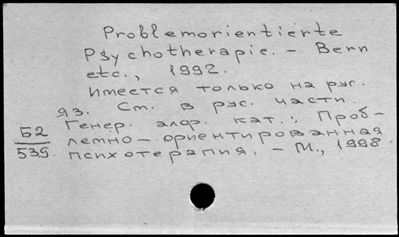 Problemorientierte
Psychotherapie. - Bern
etc., 1992.
Имеется только на рус.
яз. См. в рус. части
Генер. алф. кат.: Проб-
лемно-ориентированная
психотерапия. - М., 1998.
Б2
539.